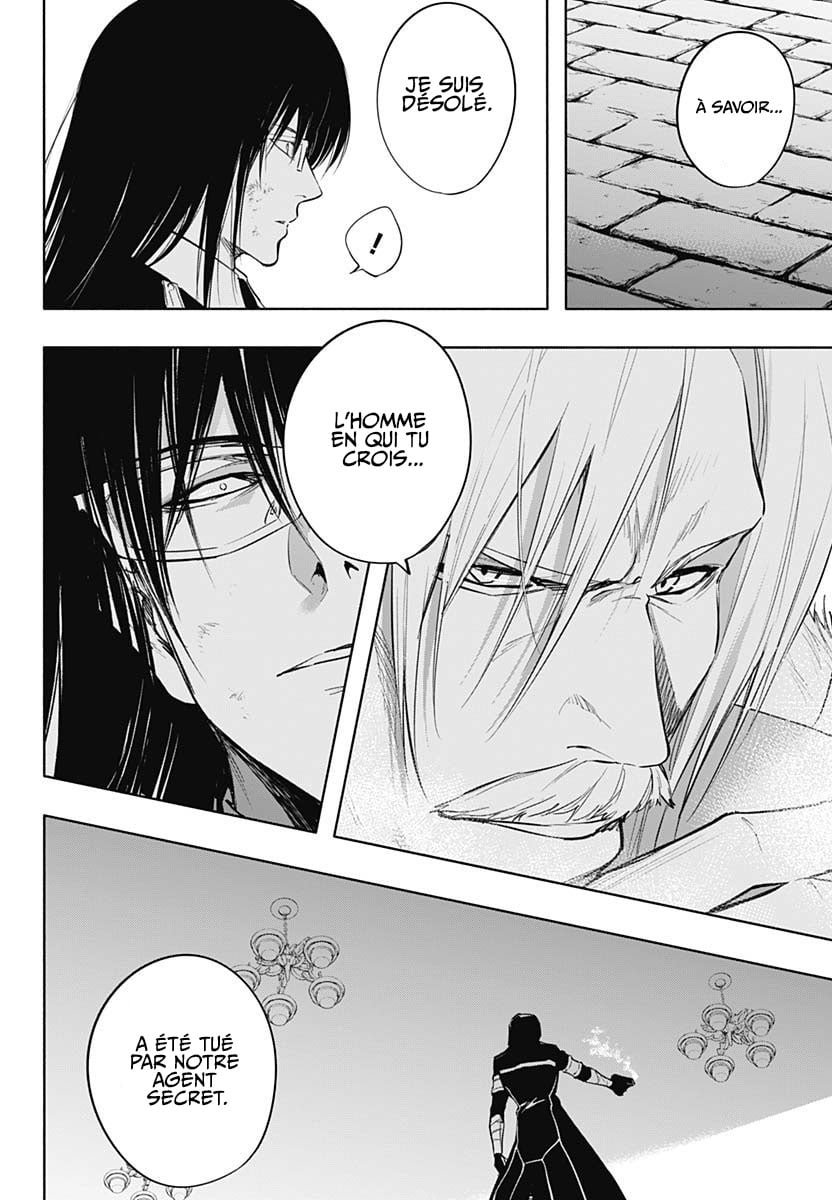 À SAVOIR...
JE SUIS
DÉSOLÉ.
!
L'HOMME
EN QUI TU
CROIS...
A ÉTÉ TUÉ
PAR NOTRE
AGENT
SECRET.